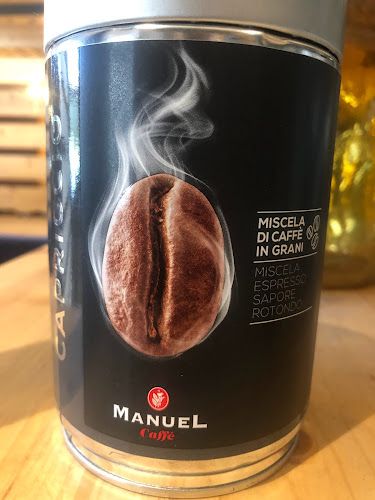 CAPRICCIO
MISCELA
DI CAFFÈ
IN GRANI
MISCELA
ESPRESSO
SAPORE
ROTONDO
MANUEL
Caffè